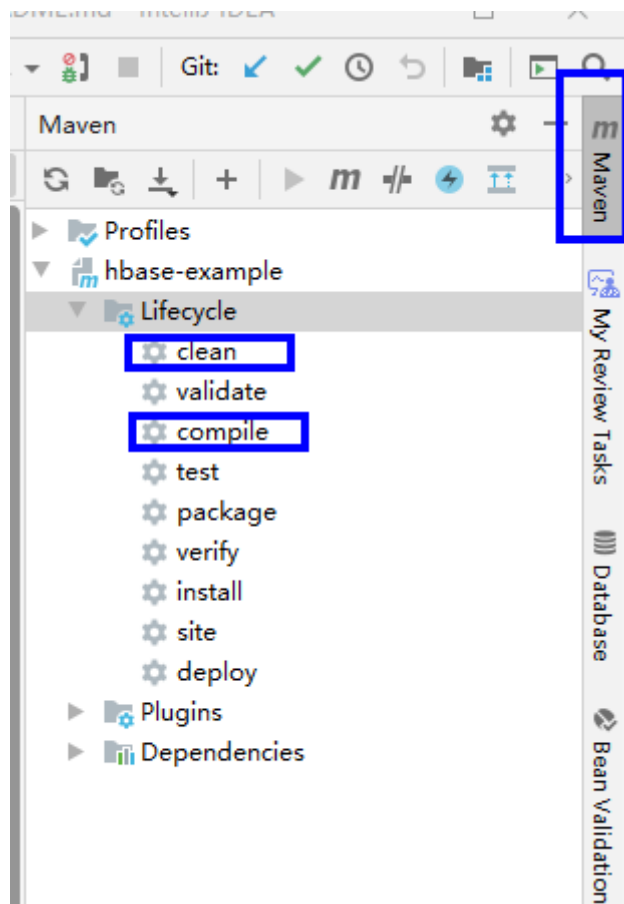 Git:
Maven
Profiles
hbase-example
Lifecycle
clean
validate
compile
test
package
verify
install
site
deploy
Plugins
Dependencies
m
Maven
My Review Tasks
Database
Bean Validation